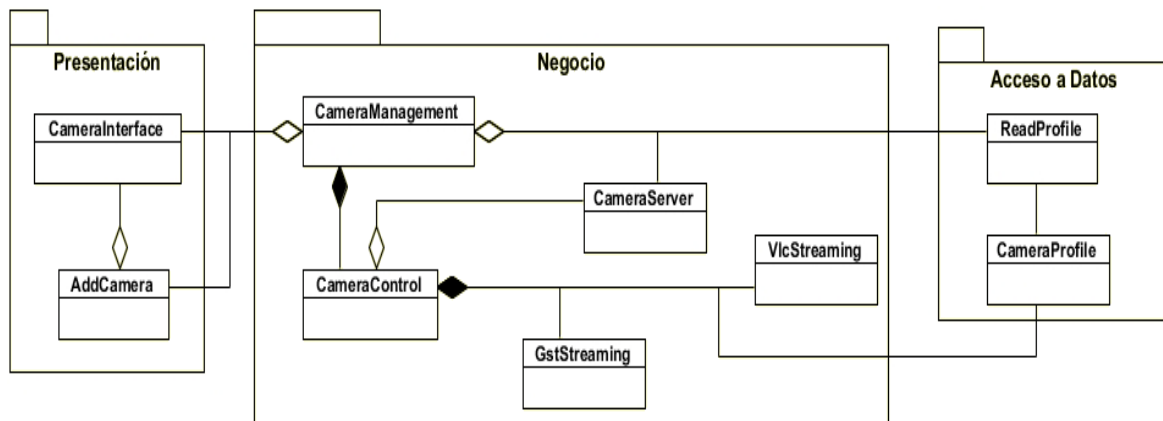 Presentación
CameraInterface
AddCamera
Negocio
CameraManagement
CameraServer
VlcStreaming
CameraControl
GstStreaming
Acceso a Datos
ReadProfile
CameraProfile